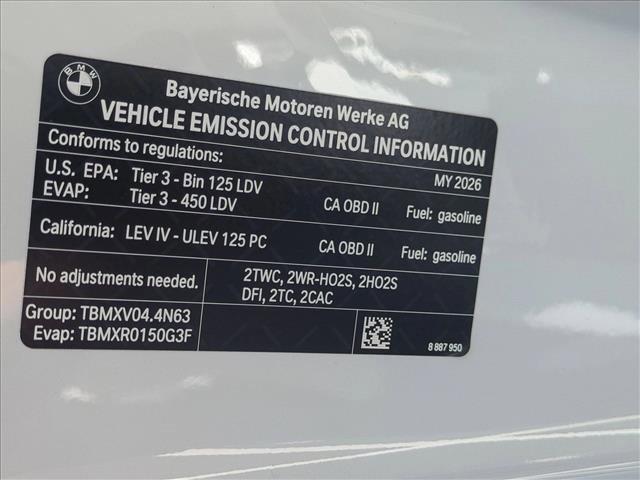 BMW
Bayerische Motoren Werke AG
VEHICLE EMISSION CONTROL INFORMATION
Conforms to regulations:
MY 2026
U.S. EPA: Tier 3 - Bin 125 LDV
EVAP: Tier 3 - 450 LDV
CA OBD II
Fuel: gasoline
California: LEV IV - ULEV 125 PC
CA OBD II
Fuel: gasoline
No adjustments needed.
2TWC, 2WR-HO2S, 2HO2S
DFI, 2TC, 2CAC
Group: TBMXV04.4N63
Evap: TBMXR0150G3F
8 887 950